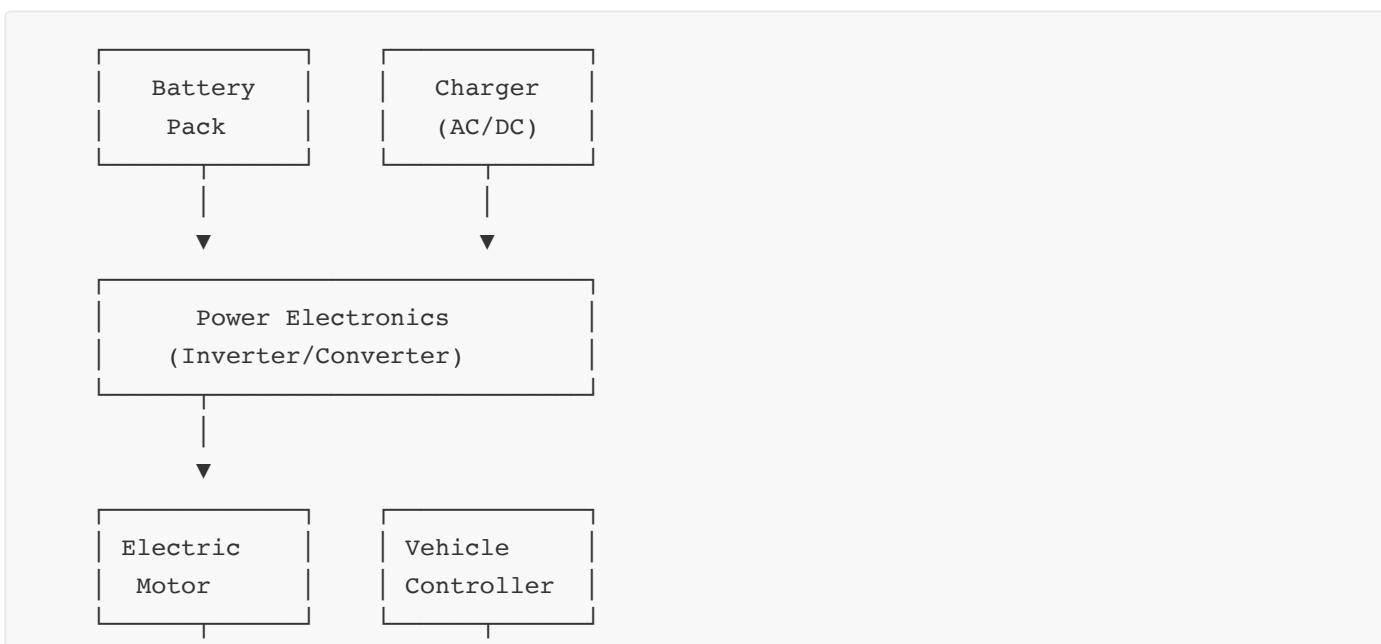 Battery Charger
Pack (AC/DC)
▼ ▼
Power Electronics
(Inverter/Converter)
▼
Electric Vehicle
Motor Controller